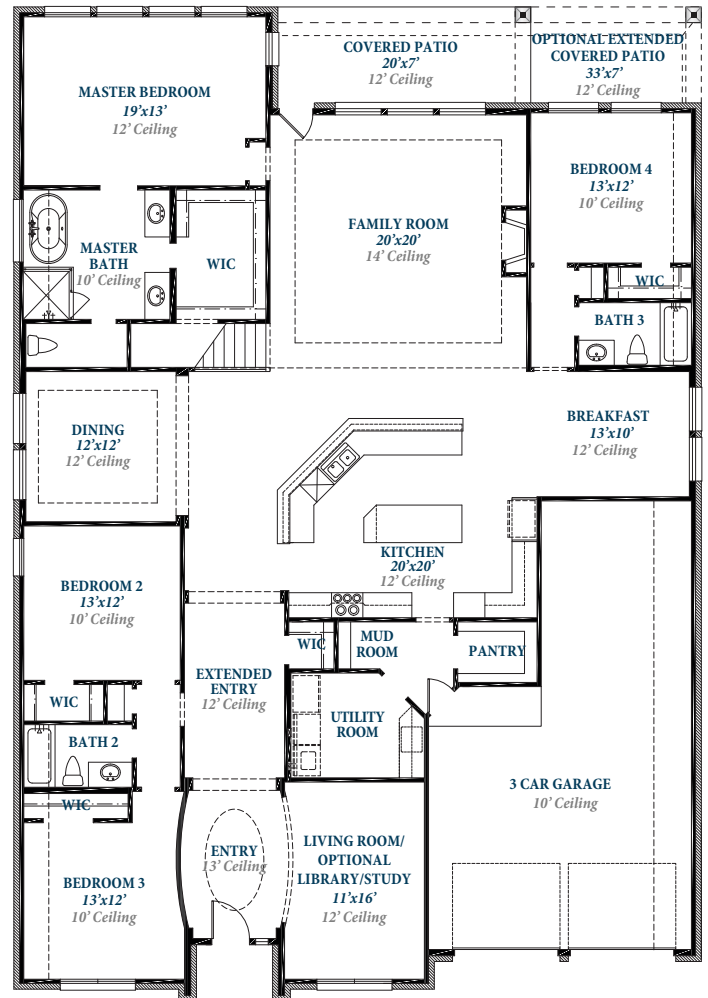 COVERED PATIO
20'x7'
12' Ceiling
OPTIONAL EXTENDED
COVERED PATIO
33'x7'
12' Ceiling
MASTER BEDROOM
19'x13'
12' Ceiling
BEDROOM 4
13'x12'
10' Ceiling
FAMILY ROOM
20'x20'
14' Ceiling
MASTER
BATH
10' Ceiling
WIC
WIC
BATH 3
DINING
12'x12'
12' Ceiling
BREAKFAST
13'x10'
12' Ceiling
KITCHEN
20'x20'
12' Ceiling
BEDROOM 2
13'x12'
10' Ceiling
WIC
MUD
ROOM
PANTRY
EXTENDED
ENTRY
12' Ceiling
WIC
UTILITY
ROOM
BATH 2
3 CAR GARAGE
10' Ceiling
WIC
ENTRY
13' Ceiling
LIVING ROOM/
OPTIONAL
LIBRARY/STUDY
11'x16'
12' Ceiling
BEDROOM 3
13'x12'
10' Ceiling